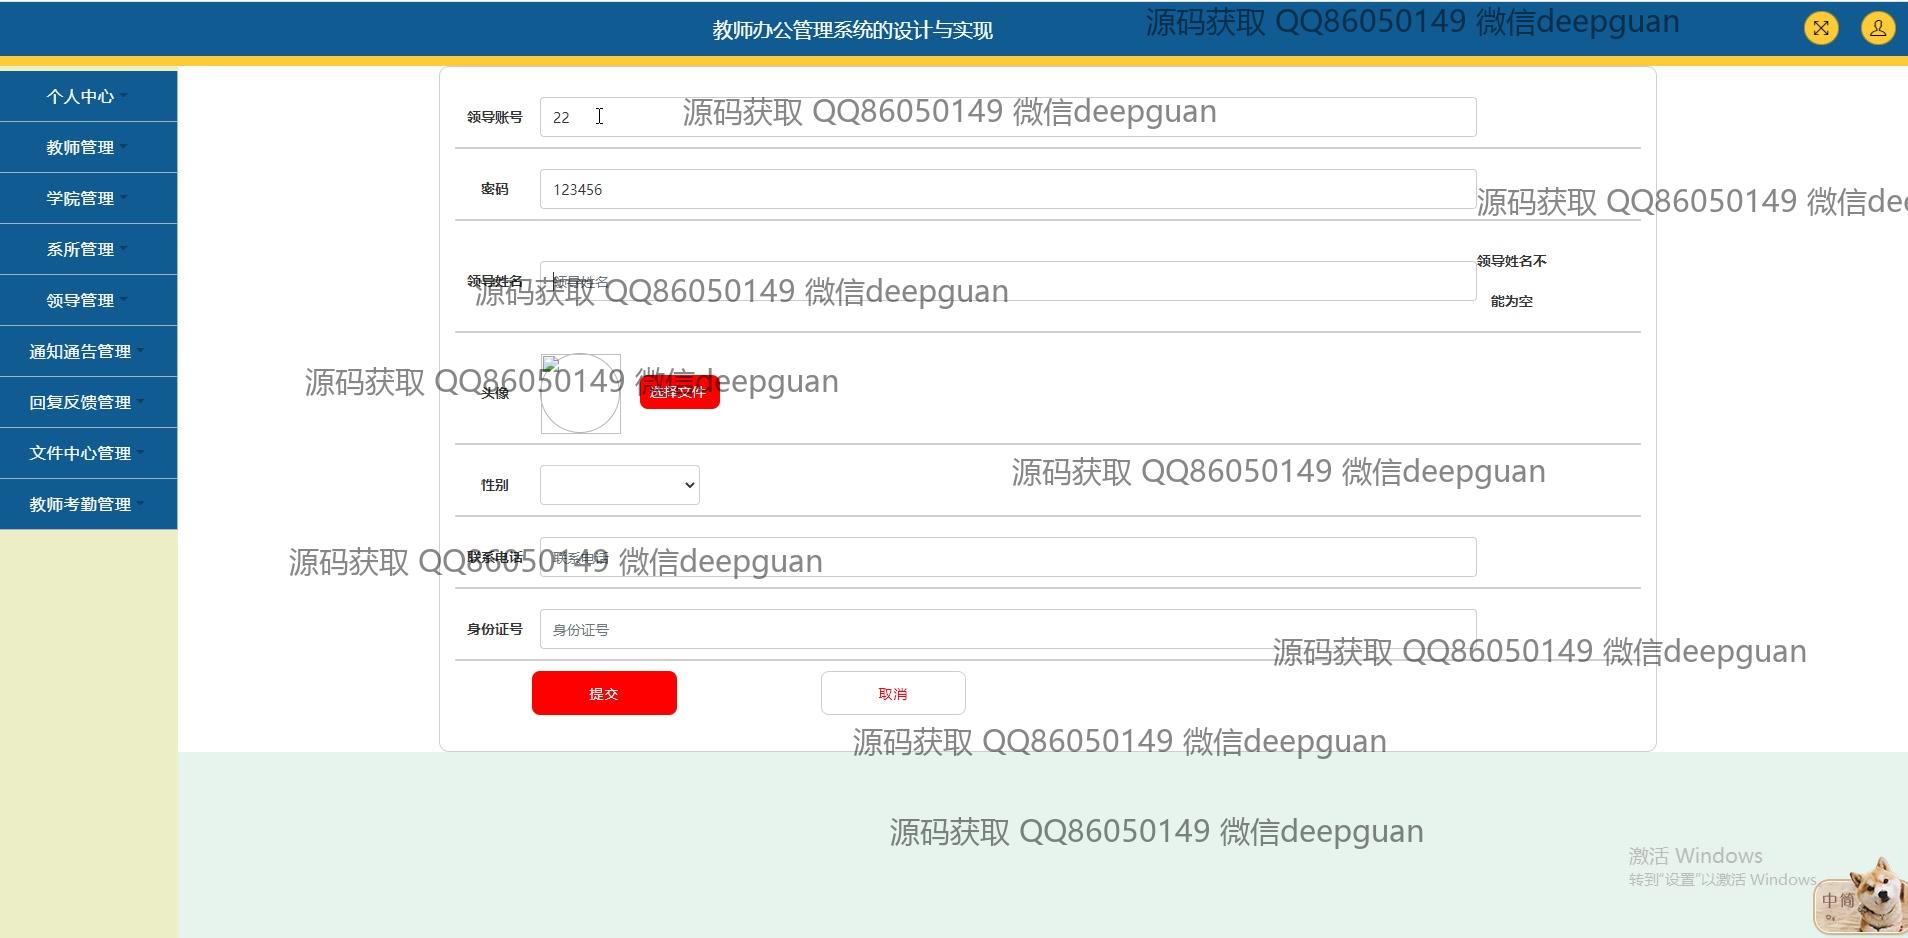 教师办公管理系统的设计与实现
源码获取 QQ86050149 微信deepguan
个人中心
教师管理
学院管理
系所管理
领导管理
通知通告管理
回复反馈管理
文件中心管理
教师考勤管理
领导账号
22
源码获取 QQ86050149 微信deepguan
密码
123456
源码获取 QQ86050149 微信dee
领导姓名
领导姓名
领导姓名不
能为空
源码获取 QQ86050149 微信deepguan
头像
选择文件
源码获取 QQ86050149 微信deepguan
性别
源码获取 QQ86050149 微信deepguan
联系电话
联系电话
源码获取 QQ86050149 微信deepguan
身份证号
身份证号
源码获取 QQ86050149 微信deepguan
提交
取消
源码获取 QQ86050149 微信deepguan
源码获取 QQ86050149 微信deepguan
激活 Windows
转到“设置”以激活 Windows
中简